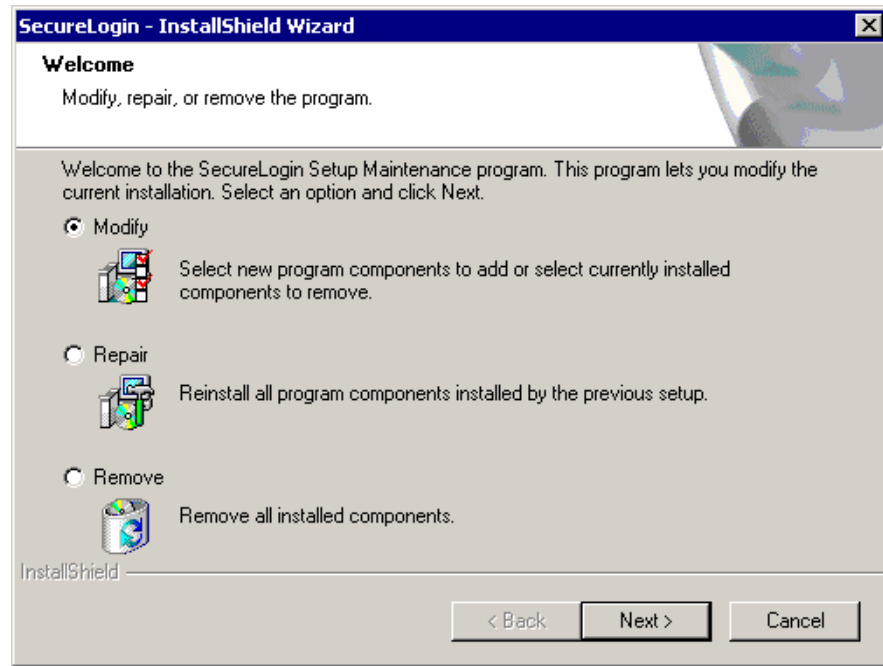 SecureLogin - InstallShield Wizard
Welcome
Modify, repair, or remove the program.
Welcome to the SecureLogin Setup Maintenance program. This program lets you modify the
current installation. Select an option and click Next.
Modify
Select new program components to add or select currently installed
components to remove.
Repair
Reinstall all program components installed by the previous setup.
Remove
Remove all installed components.
InstallShield
< Back
Next >
Cancel